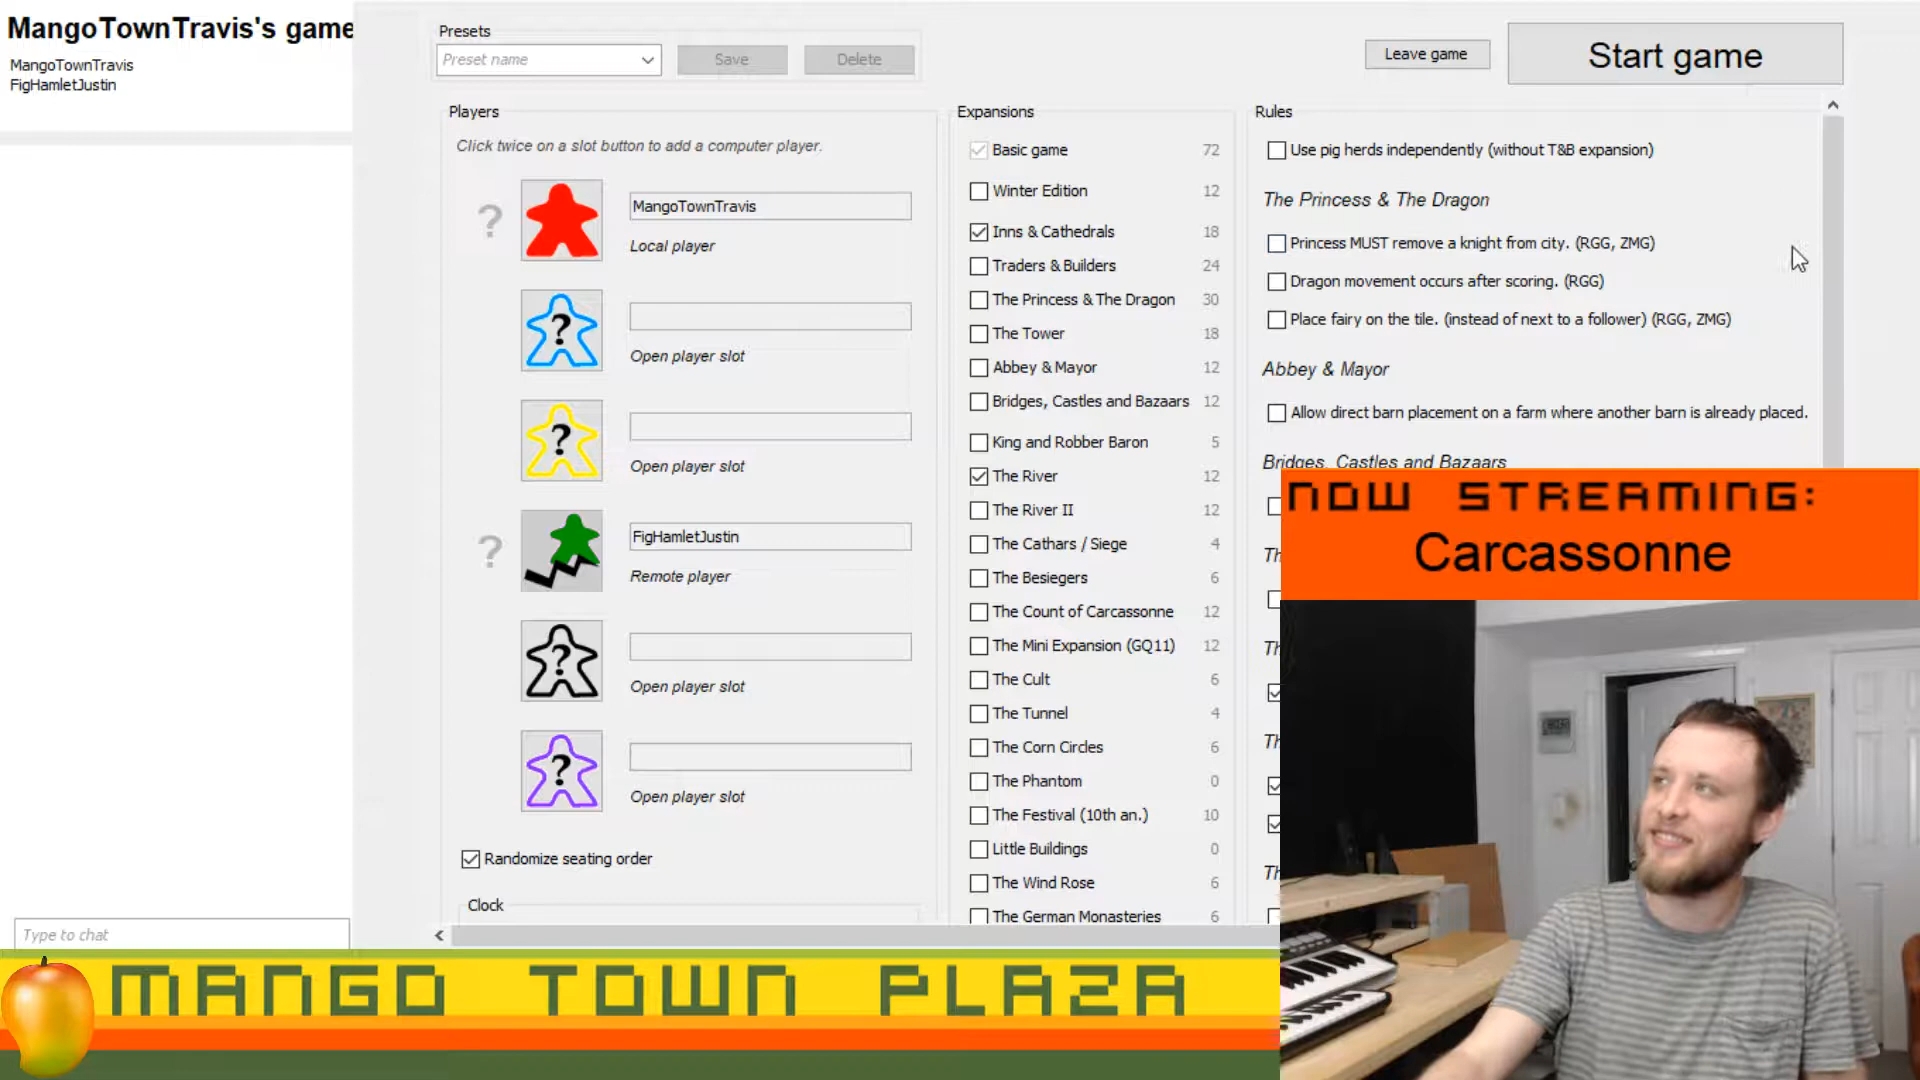 MangoTownTravis's game
MangoTownTravis
FigHamletJustin
Type to chat
Presets
Preset name
Save
Delete
Leave game
Start game
Players
Click twice on a slot button to add a computer player.
?
MangoTownTravis
Local player
?
Open player slot
?
Open player slot
?
FigHamletJustin
Remote player
?
Open player slot
?
Open player slot
Randomize seating order
Clock
Expansions
Basic game 72
Winter Edition 12
Inns & Cathedrals 18
Traders & Builders 24
The Princess & The Dragon 30
The Tower 18
Abbey & Mayor 12
Bridges, Castles and Bazaars 12
King and Robber Baron 5
The River 12
The River II 12
The Cathars / Siege 4
The Besiegers 6
The Count of Carcassonne 12
The Mini Expansion (GQ11) 12
The Cult 6
The Tunnel 4
The Corn Circles 6
The Phantom 0
The Festival (10th an.) 10
Little Buildings 0
The Wind Rose 6
The German Monasteries 6
Rules
Use pig herds independently (without T&B expansion)
The Princess & The Dragon
Princess MUST remove a knight from city. (RGG, ZMG)
Dragon movement occurs after scoring. (RGG)
Place fairy on the tile. (instead of next to a follower) (RGG, ZMG)
Abbey & Mayor
Allow direct barn placement on a farm where another barn is already placed.
Bridges, Castles and Bazaars
NOW STREAMING:
Carcassonne
MANGO TOWN PLAZA